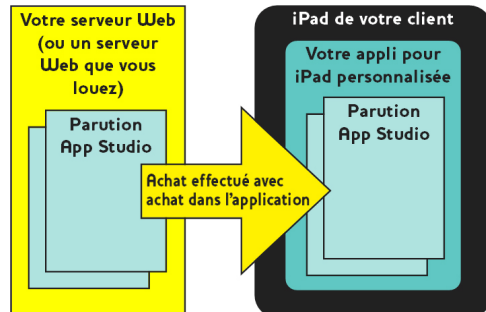 Votre serveur Web
(ou un serveur
Web que vous
louez)
Parution
App Studio
Achat effectué avec
achat dans l'application
iPad de votre client
Votre appli pour
iPad personnalisée
Parution
App Studio